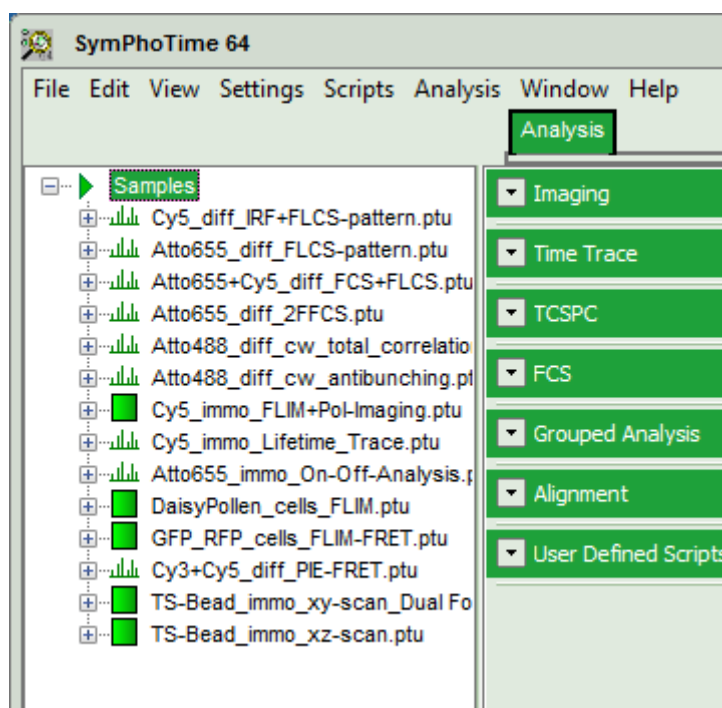 SymPhoTime 64
File Edit View Settings Scripts Analysis Window Help
Analysis
Samples
Cy5_diff_IRF+FLCS-pattern.ptu
Atto655_diff_FLCS-pattern.ptu
Atto655+Cy5_diff_FCS+FLCS.ptu
Atto655_diff_2FFCS.ptu
Atto488_diff_cw_total_correlatio
Atto488_diff_cw_antibunching.pt
Cy5_immo_FLIM+Pol-Imaging.ptu
Cy5_immo_Lifetime_Trace.ptu
Atto655_immo_On-Off-Analysis.p
DaisyPollen_cells_FLIM.ptu
GFP_RFP_cells_FLIM-FRET.ptu
Cy3+Cy5_diff_PIE-FRET.ptu
TS-Bead_immo_xy-scan_Dual Fo
TS-Bead_immo_xz-scan.ptu
Imaging
Time Trace
TCSPC
FCS
Grouped Analysis
Alignment
User Defined Scripts